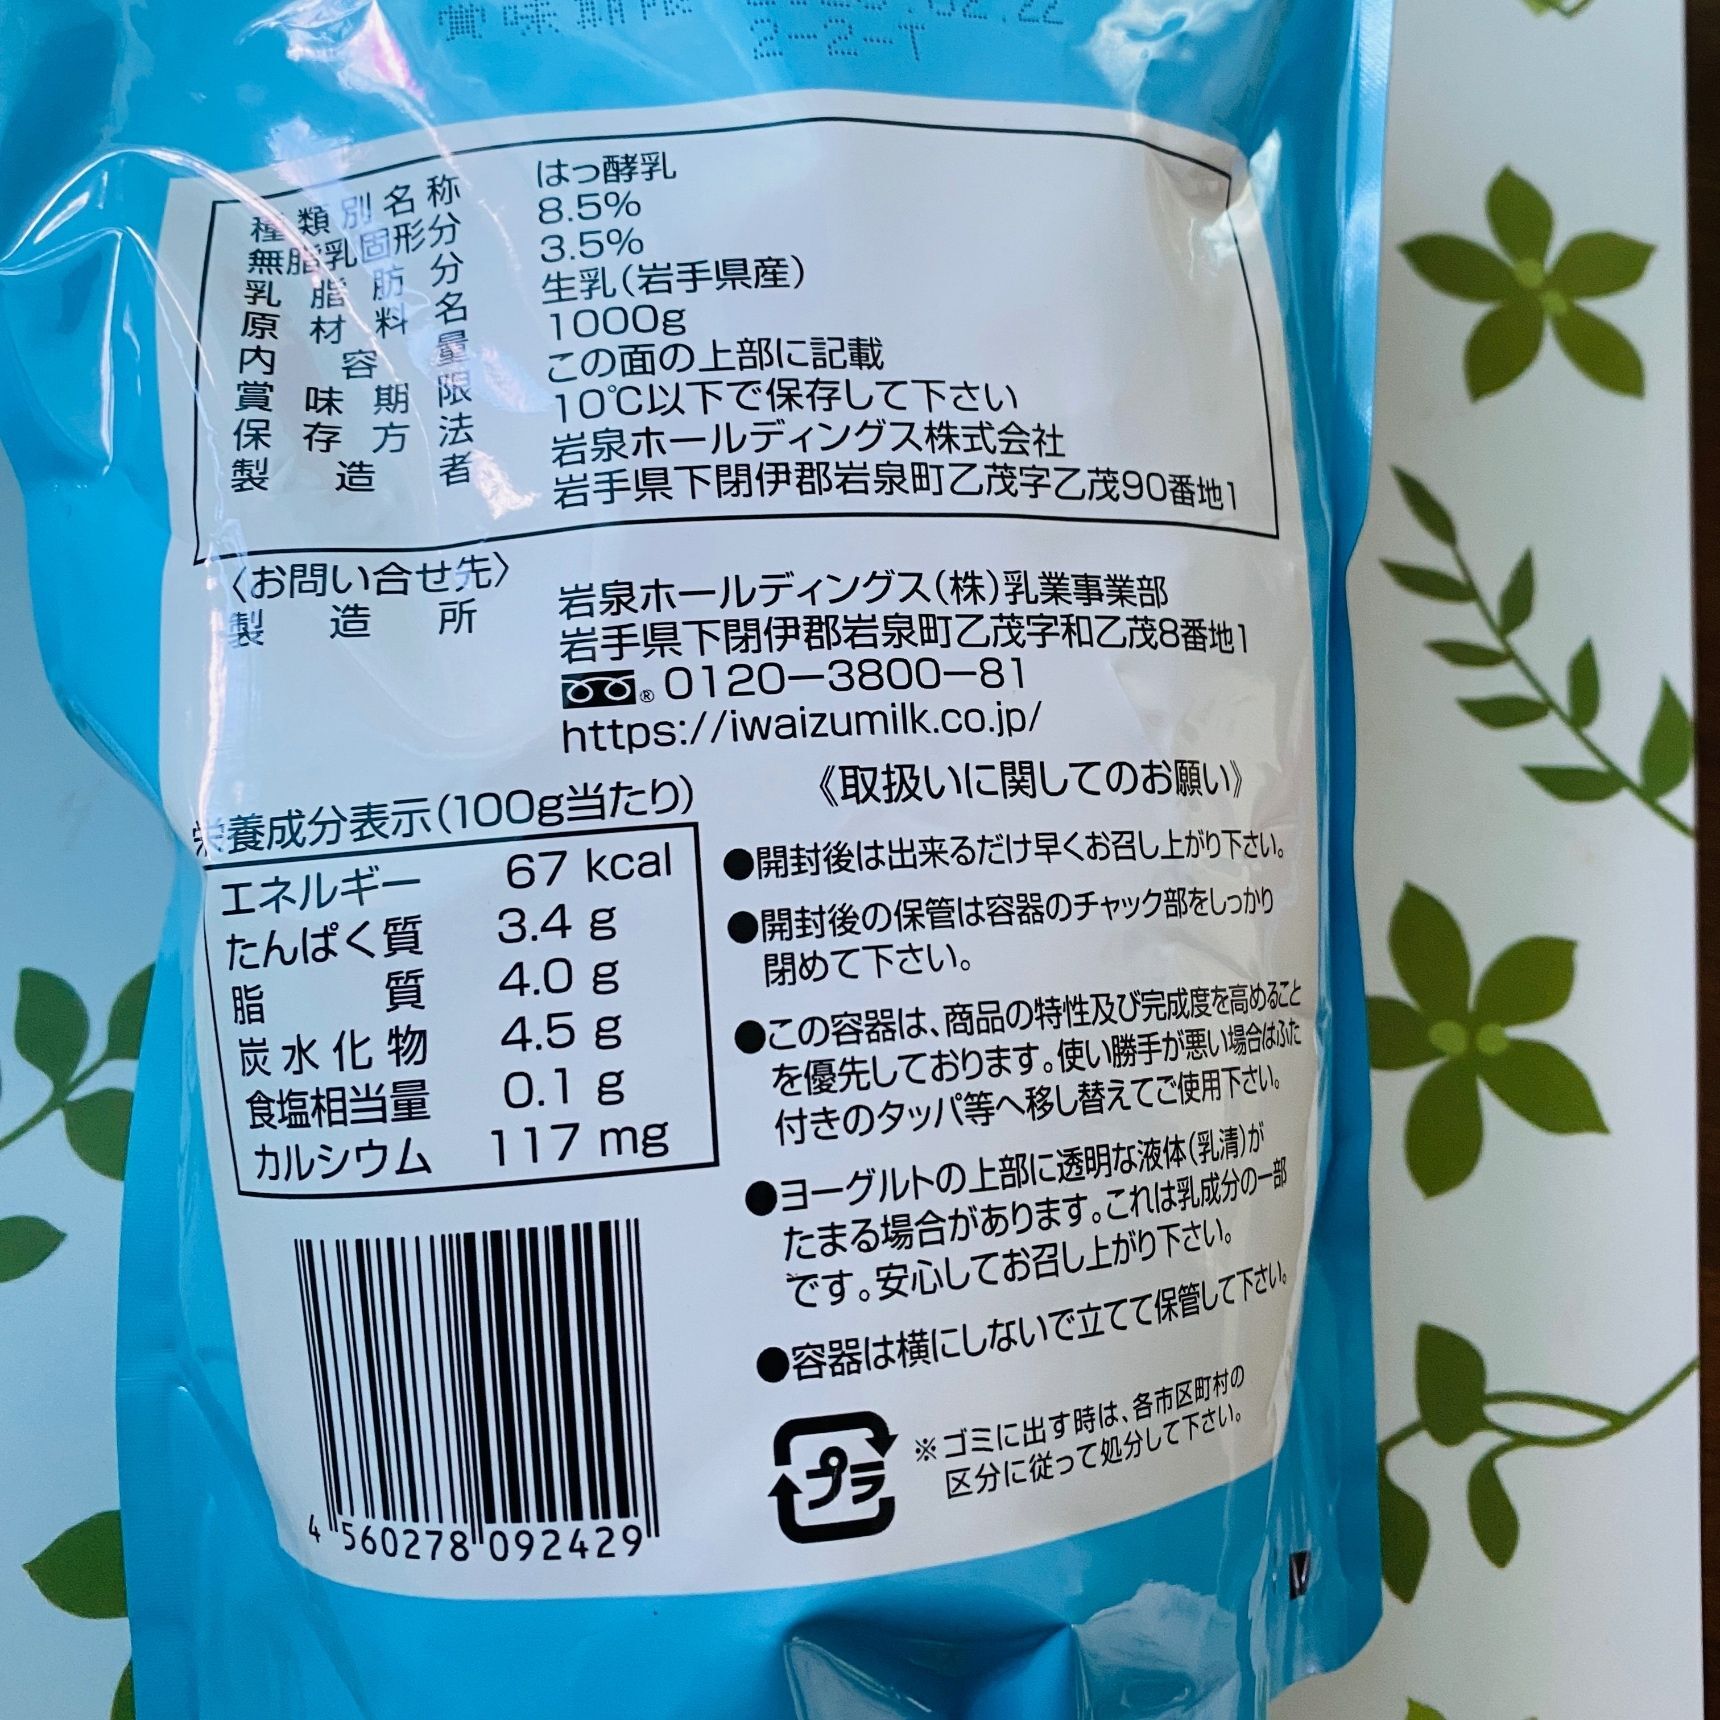 賞味期限
2-2-T
種類別名称 はっ酵乳
無脂乳固形分 8.5%
乳脂肪分 3.5%
原材料名 生乳(岩手県産)
内容量 1000g
賞味期限 この面の上部に記載
保存方法 10℃以下で保存して下さい
製造者 岩泉ホールディングス株式会社
岩手県下閉伊郡岩泉町乙茂字乙茂90番地1
〈お問い合せ先〉
製造所 岩泉ホールディングス(株)乳業事業部
岩手県下閉伊郡岩泉町乙茂字和乙茂8番地1
® 0120-3800-81
https://iwaizumilk.co.jp/
栄養成分表示(100g当たり)
エネルギー 67 kcal
たんぱく質 3.4 g
脂質 4.0 g
炭水化物 4.5 g
食塩相当量 0.1 g
カルシウム 117 mg
《取扱いに関してのお願い》
●開封後は出来るだけ早くお召し上がり下さい。
●開封後の保管は容器のチャック部をしっかり
閉めて下さい。
●この容器は、商品の特性及び完成度を高めること
を優先しております。使い勝手が悪い場合はふた
付きのタッパ等へ移し替えてご使用下さい。
●ヨーグルトの上部に透明な液体(乳清)が
たまる場合があります。これは乳成分の一部
です。安心してお召し上がり下さい。
●容器は横にしないで立てて保管して下さい。
プラ
※ゴミに出す時は、各市区町村の
区分に従って処分して下さい。
4 560278 092429